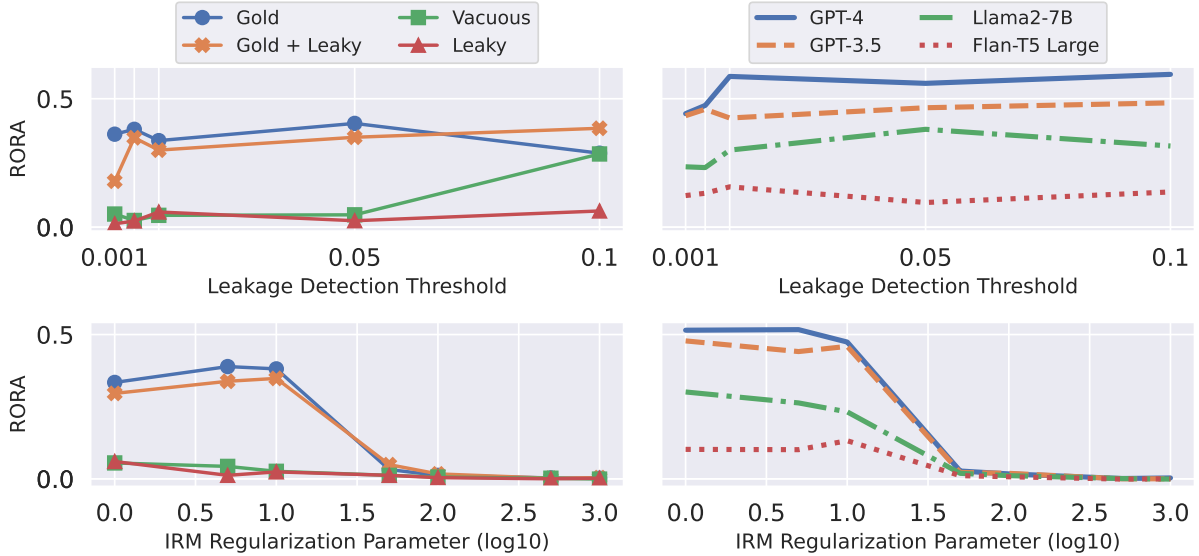 Gold
Vacuous
Gold + Leaky
Leaky
GPT-4
Llama2-7B
GPT-3.5
Flan-T5 Large
RORA
0.5
0.0
0.001
0.05
0.1
Leakage Detection Threshold
0.001
0.05
0.1
Leakage Detection Threshold
RORA
0.5
0.0
0.0 0.5 1.0 1.5 2.0 2.5 3.0
IRM Regularization Parameter (log10)
0.0 0.5 1.0 1.5 2.0 2.5 3.0
IRM Regularization Parameter (log10)